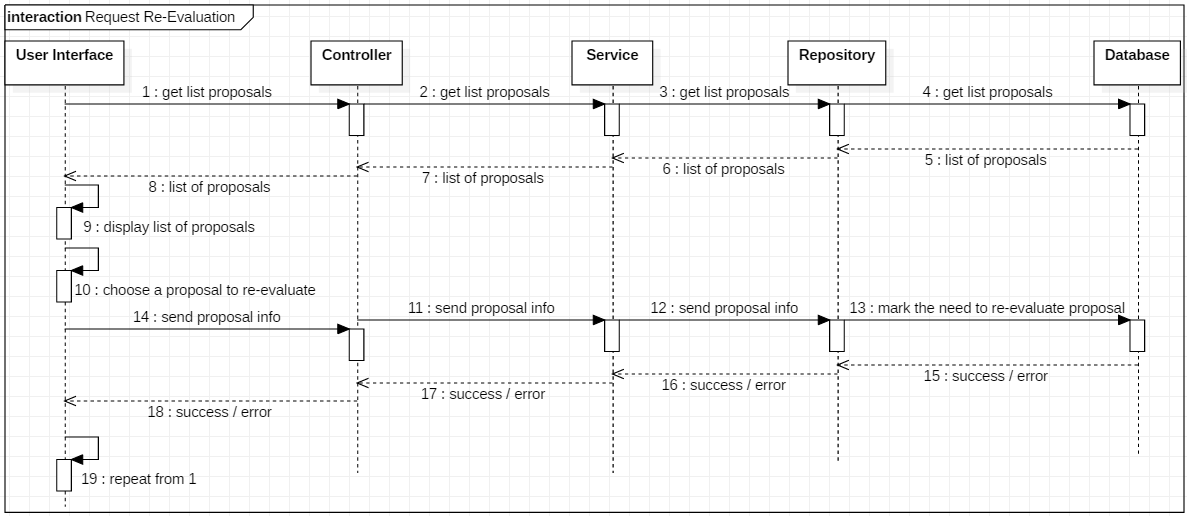 interaction Request Re-Evaluation
User Interface
Controller
Service
Repository
Database
1 : get list proposals
2 : get list proposals
3 : get list proposals
4 : get list proposals
5 : list of proposals
6 : list of proposals
7 : list of proposals
8 : list of proposals
9 : display list of proposals
10 : choose a proposal to re-evaluate
11 : send proposal info
12 : send proposal info
13 : mark the need to re-evaluate proposal
14 : send proposal info
15 : success / error
16 : success / error
17 : success / error
18 : success / error
19 : repeat from 1